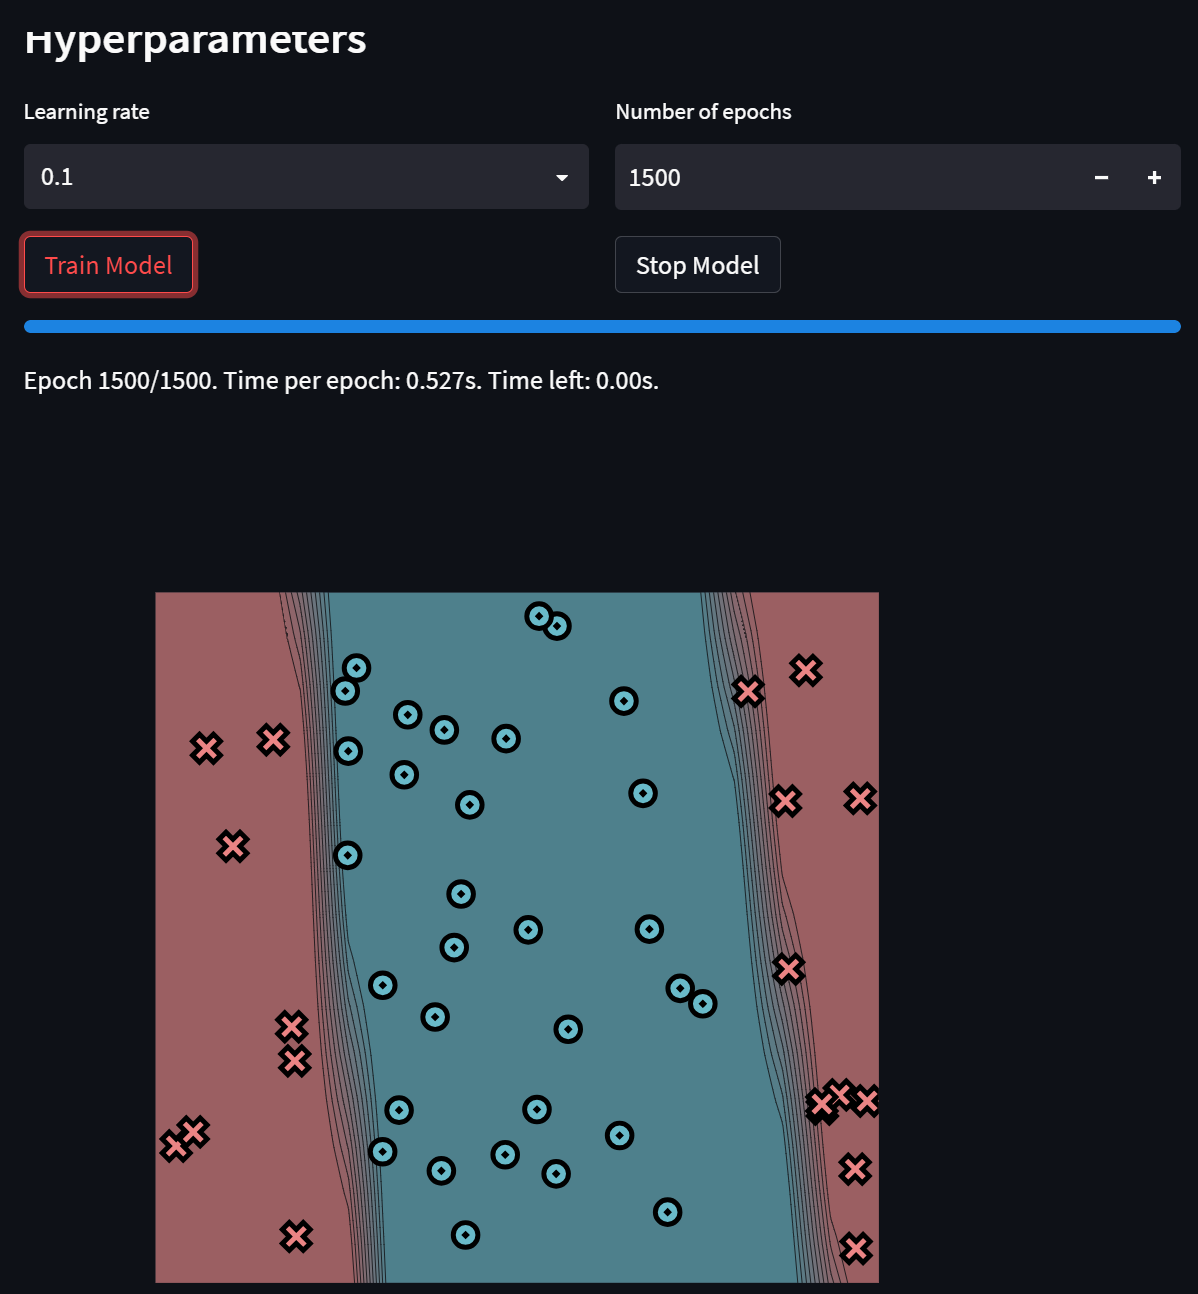 Hyperparameters
Learning rate
Number of epochs
0.1
1500
Train Model
Stop Model
Epoch 1500/1500. Time per epoch: 0.527s. Time left: 0.00s.